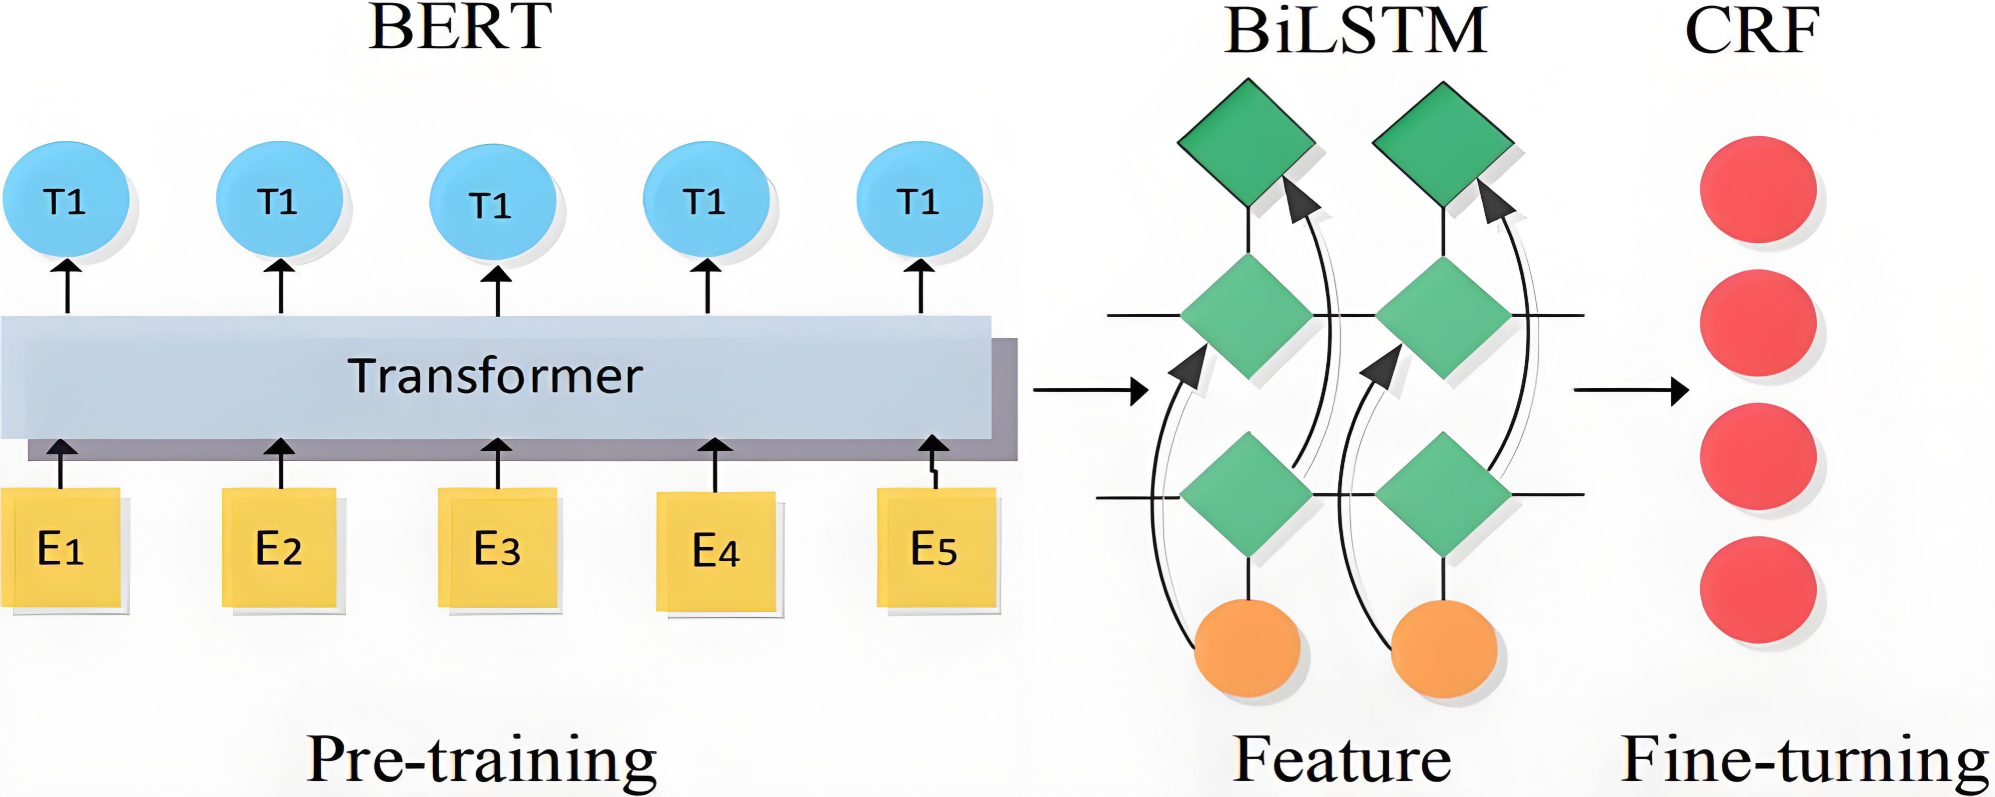 BERT
BiLSTM
CRF
T1
T1
T1
T1
T1
Transformer
E1
E2
E3
E4
E5
Pre-training
Feature
Fine-turning